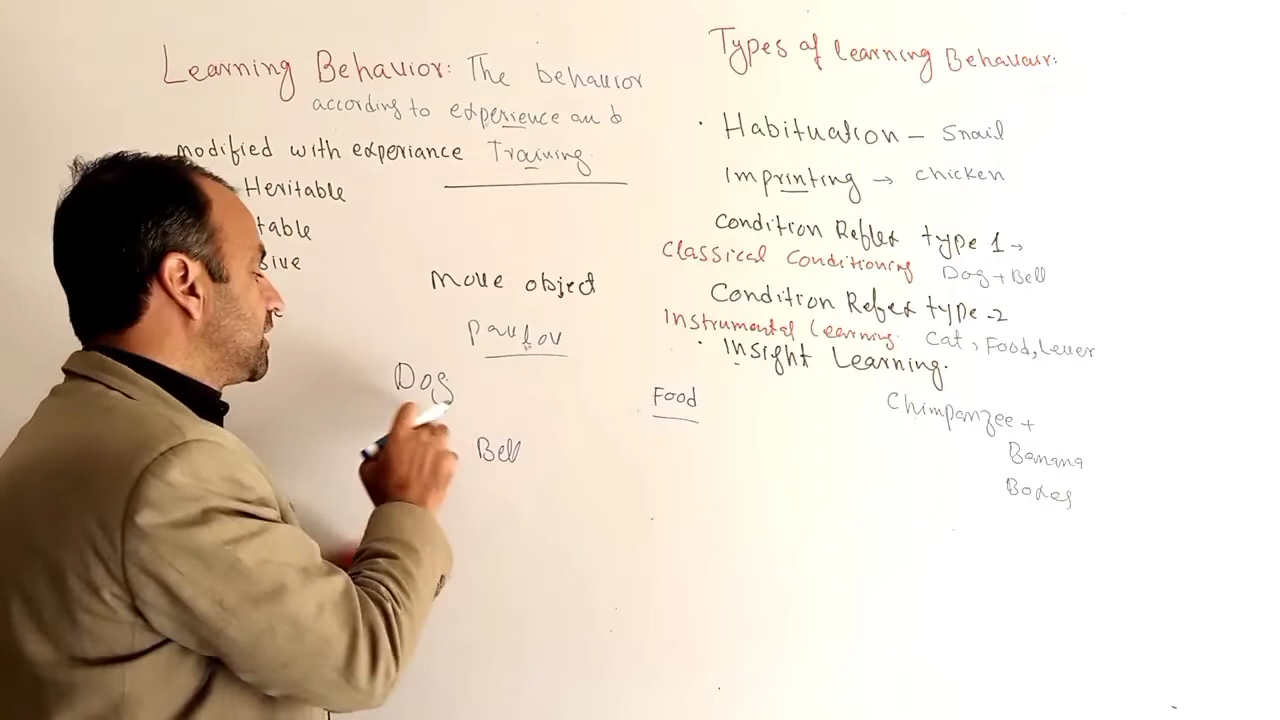 Learning Behavior: The behavior
according to experience and
modified with experiance Training.
Heritable
table
sive
Move object
Pavlov
Dog
Bell
Food
Types of learning Behaviour:
· Habituation - Snail
Imprinting → chicken
Condition Reflex type 1 →
Classical Conditioning Dog + Bell
Condition Reflex type -2
Instrumental Learning. Cat, Food, Lever
· Insight Learning.
Chimpanzee +
Banana
Boxes